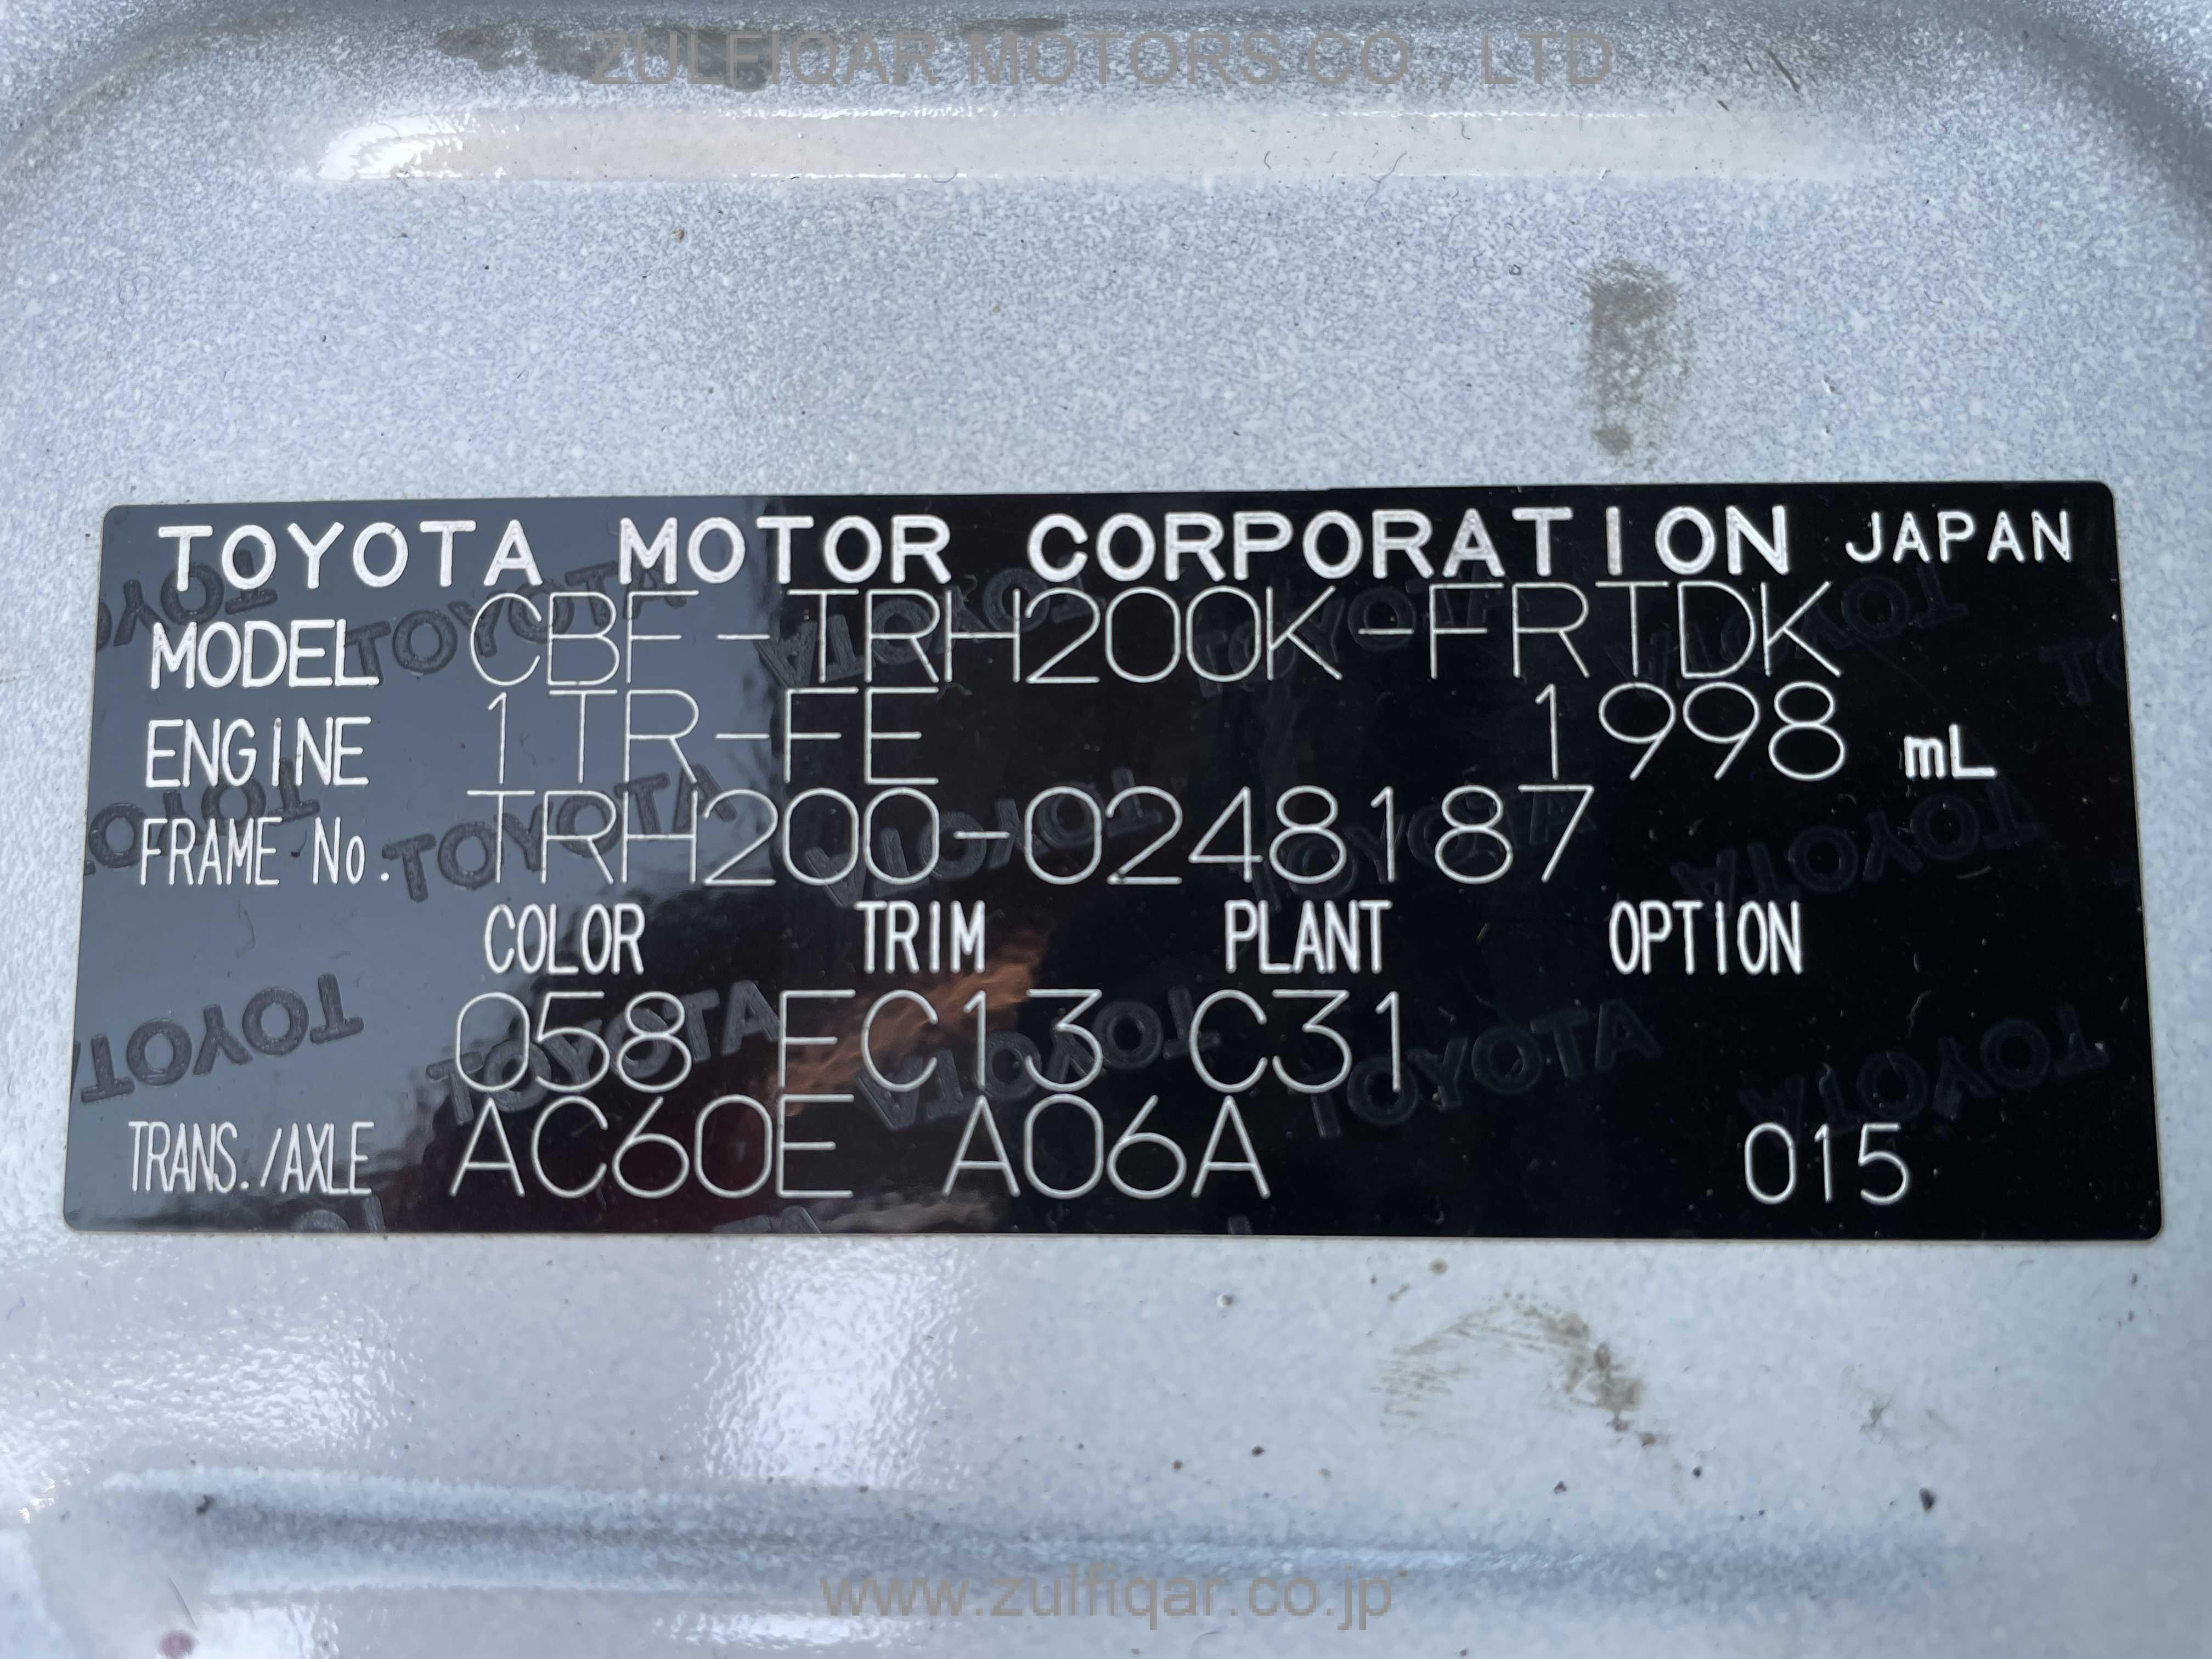 ZULFIQAR MOTORS CO., LTD
TOYOTA MOTOR CORPORATION JAPAN
MODEL CBF-TRH200K-FRTDK
ENGINE 1TR-FE 1998 mL
FRAME No. TRH200-0248187
COLOR TRIM PLANT OPTION
058 FC13 C31
TRANS./AXLE AC60E A06A 015
www.zulfiqar.co.jp